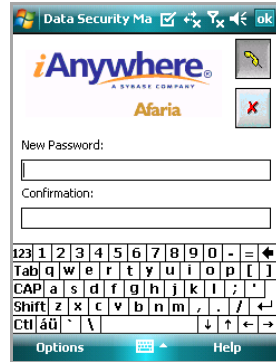 Data Security Ma ok
iAnywhere®
A SYBASE COMPANY
Afaria
New Password:
Confirmation:
123 1 2 3 4 5 6 7 8 9 0 - =
Tab q w e r t y u i o p [ ]
CAP a s d f g h j k l ; '
Shift z x c v b n m , . /
Ctl áü ` \
Options Help